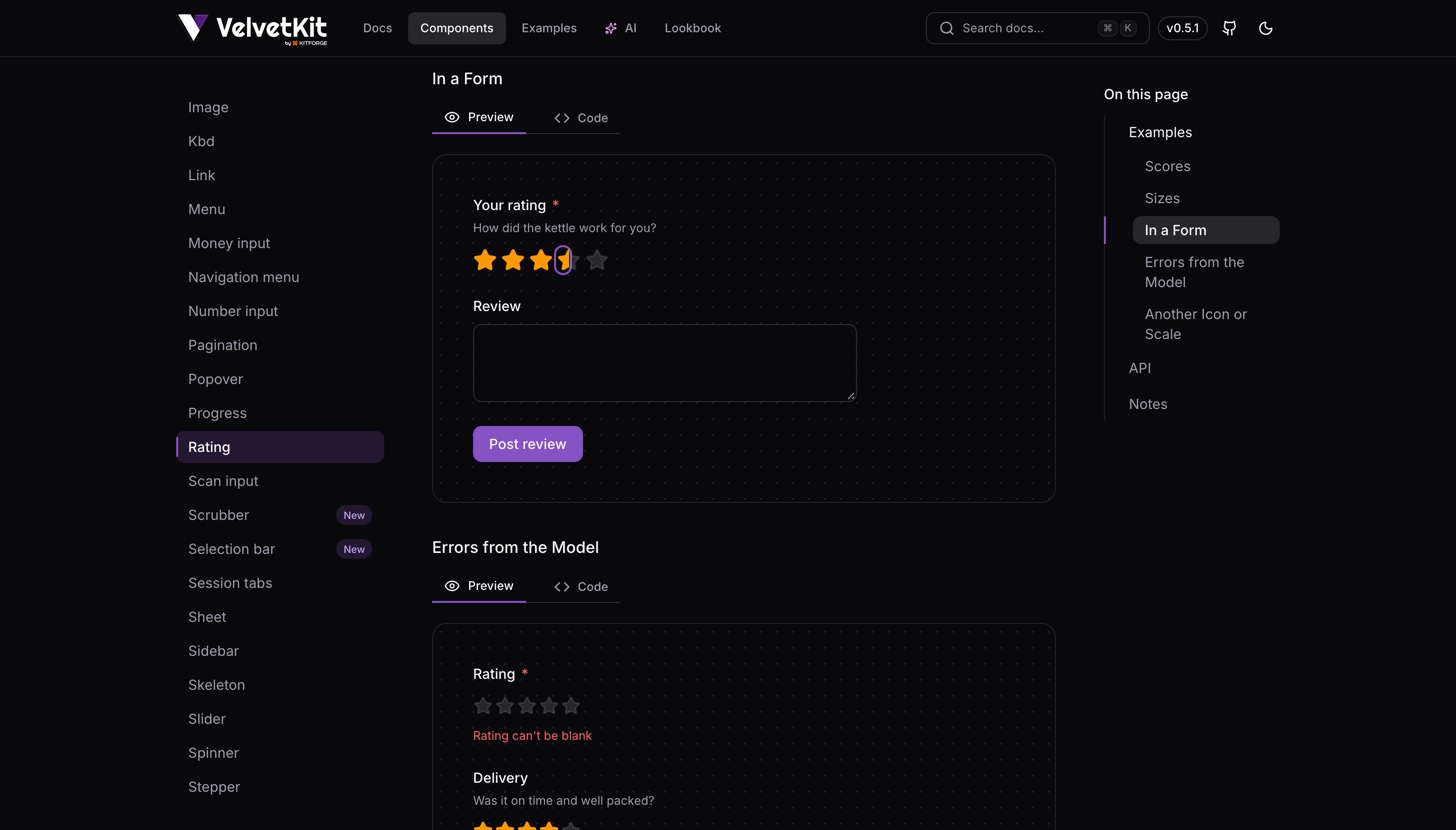 VelvetKit
by KITFORGE
Docs
Components
Examples
AI
Lookbook
Search docs...
⌘ K
v0.5.1
Image
Kbd
Link
Menu
Money input
Navigation menu
Number input
Pagination
Popover
Progress
Rating
Scan input
Scrubber New
Selection bar New
Session tabs
Sheet
Sidebar
Skeleton
Slider
Spinner
Stepper
In a Form
Preview
Code
Your rating *
How did the kettle work for you?
Review
Post review
Errors from the Model
Preview
Code
Rating *
Rating can't be blank
Delivery
Was it on time and well packed?
On this page
Examples
Scores
Sizes
In a Form
Errors from the
Model
Another Icon or
Scale
API
Notes